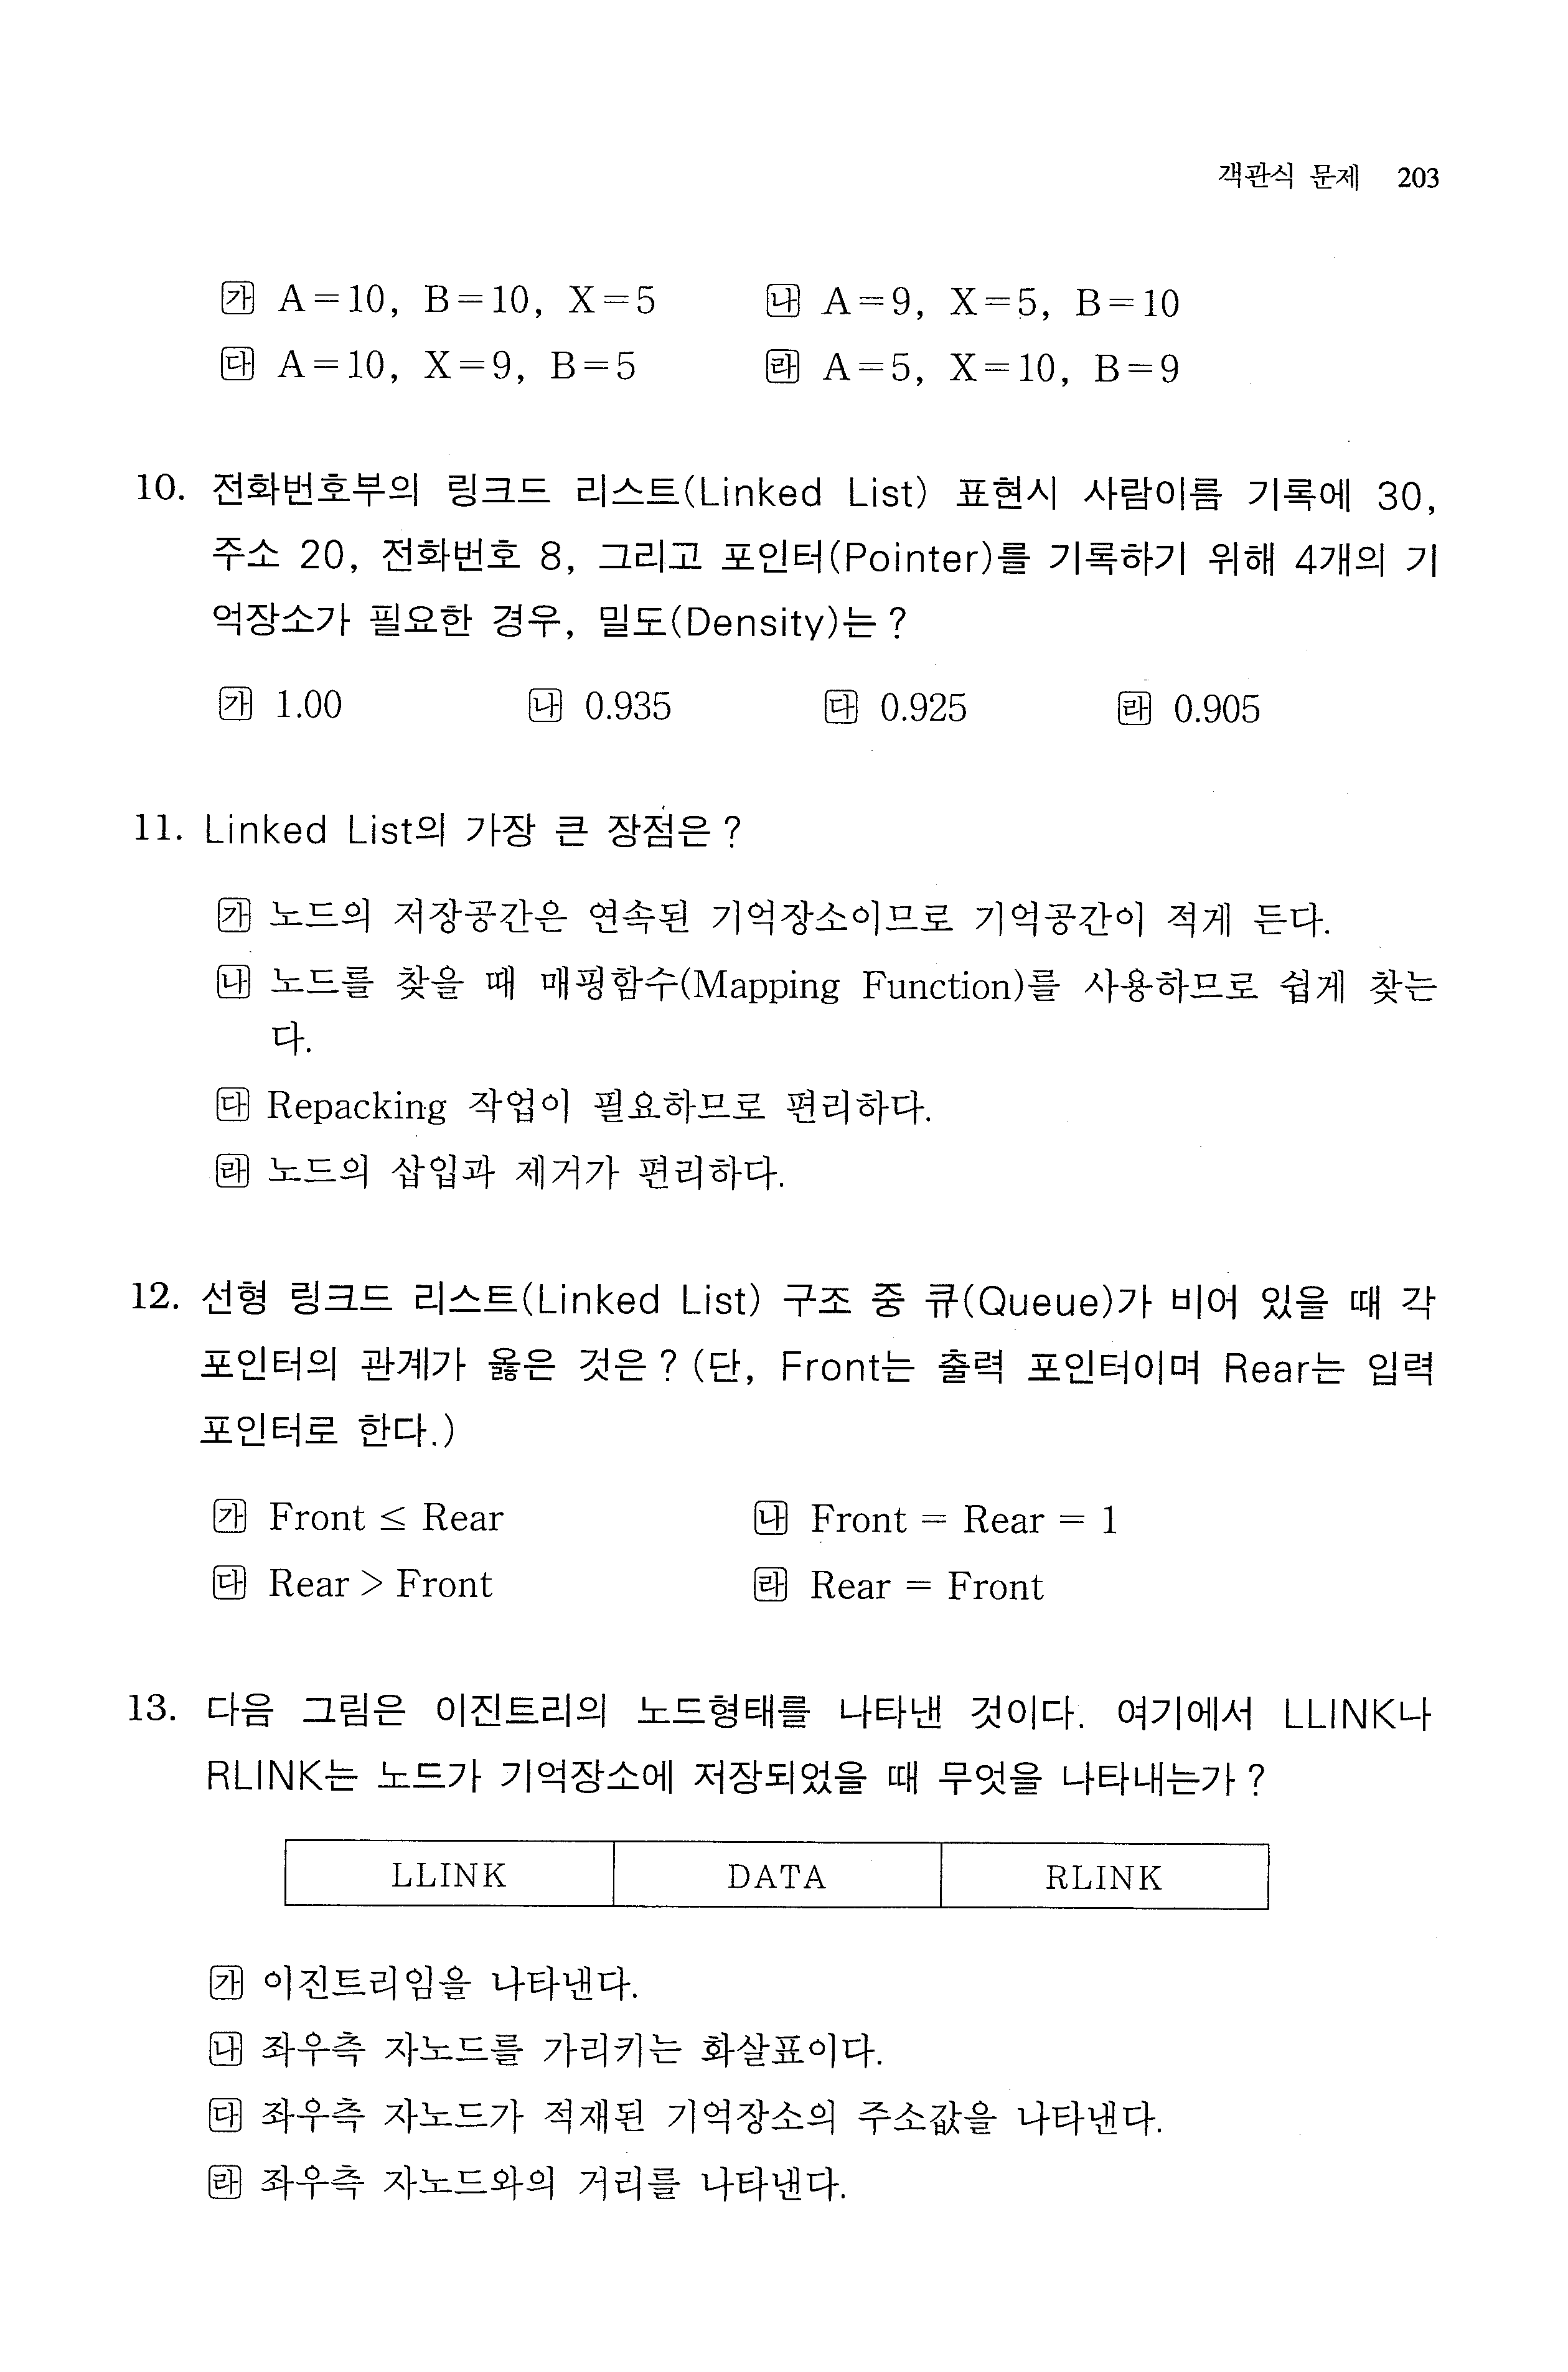 객관식 문제 203
㉮ A=10, B=10, X=5 ㉯ A=9, X=5, B=10
㉰ A=10, X=9, B=5 ㉱ A=5, X=10, B=9
10. 전화번호부의 링크드 리스트(Linked List) 표현시 사람이름 기록에 30,
주소 20, 전화번호 8, 그리고 포인터(Pointer)를 기록하기 위해 4개의 기
억장소가 필요한 경우, 밀도(Density)는?
㉮ 1.00 ㉯ 0.935 ㉰ 0.925 ㉱ 0.905
11. Linked List의 가장 큰 장점은?
㉮ 노드의 저장공간은 연속된 기억장소이므로 기억공간이 적게 든다.
㉯ 노드를 찾을 때 매핑함수(Mapping Function)를 사용하므로 쉽게 찾는
다.
㉰ Repacking 작업이 필요하므로 편리하다.
㉱ 노드의 삽입과 제거가 편리하다.
12. 선형 링크드 리스트(Linked List) 구조 중 큐(Queue)가 비어 있을 때 각
포인터의 관계가 옳은 것은? (단, Front는 출력 포인터이며 Rear는 입력
포인터로 한다.)
㉮ Front ≤ Rear ㉯ Front = Rear = 1
㉰ Rear > Front ㉱ Rear = Front
13. 다음 그림은 이진트리의 노드형태를 나타낸 것이다. 여기에서 LLINK나
RLINK는 노드가 기억장소에 저장되었을 때 무엇을 나타내는가?
LLINK DATA RLINK
㉮ 이진트리임을 나타낸다.
㉯ 좌우측 자노드를 가리키는 화살표이다.
㉰ 좌우측 자노드가 적재된 기억장소의 주소값을 나타낸다.
㉱ 좌우측 자노드와의 거리를 나타낸다.